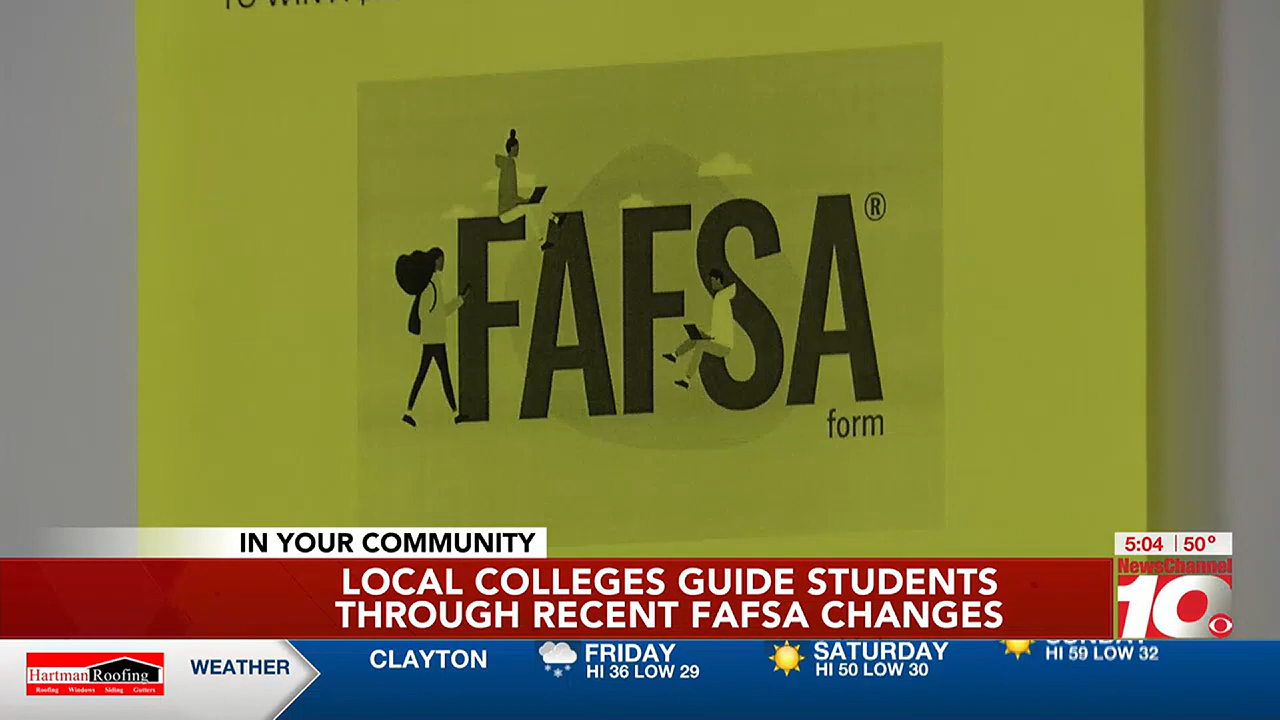 FAFSA®
form
IN YOUR COMMUNITY
LOCAL COLLEGES GUIDE STUDENTS
THROUGH RECENT FAFSA CHANGES
5:04 | 50°
NewsChannel
10
Hartman Roofing
Roofing Windows Siding Gutters
WEATHER
CLAYTON
FRIDAY
HI 36 LOW 29
SATURDAY
HI 50 LOW 30
SUNDAY
HI 59 LOW 32